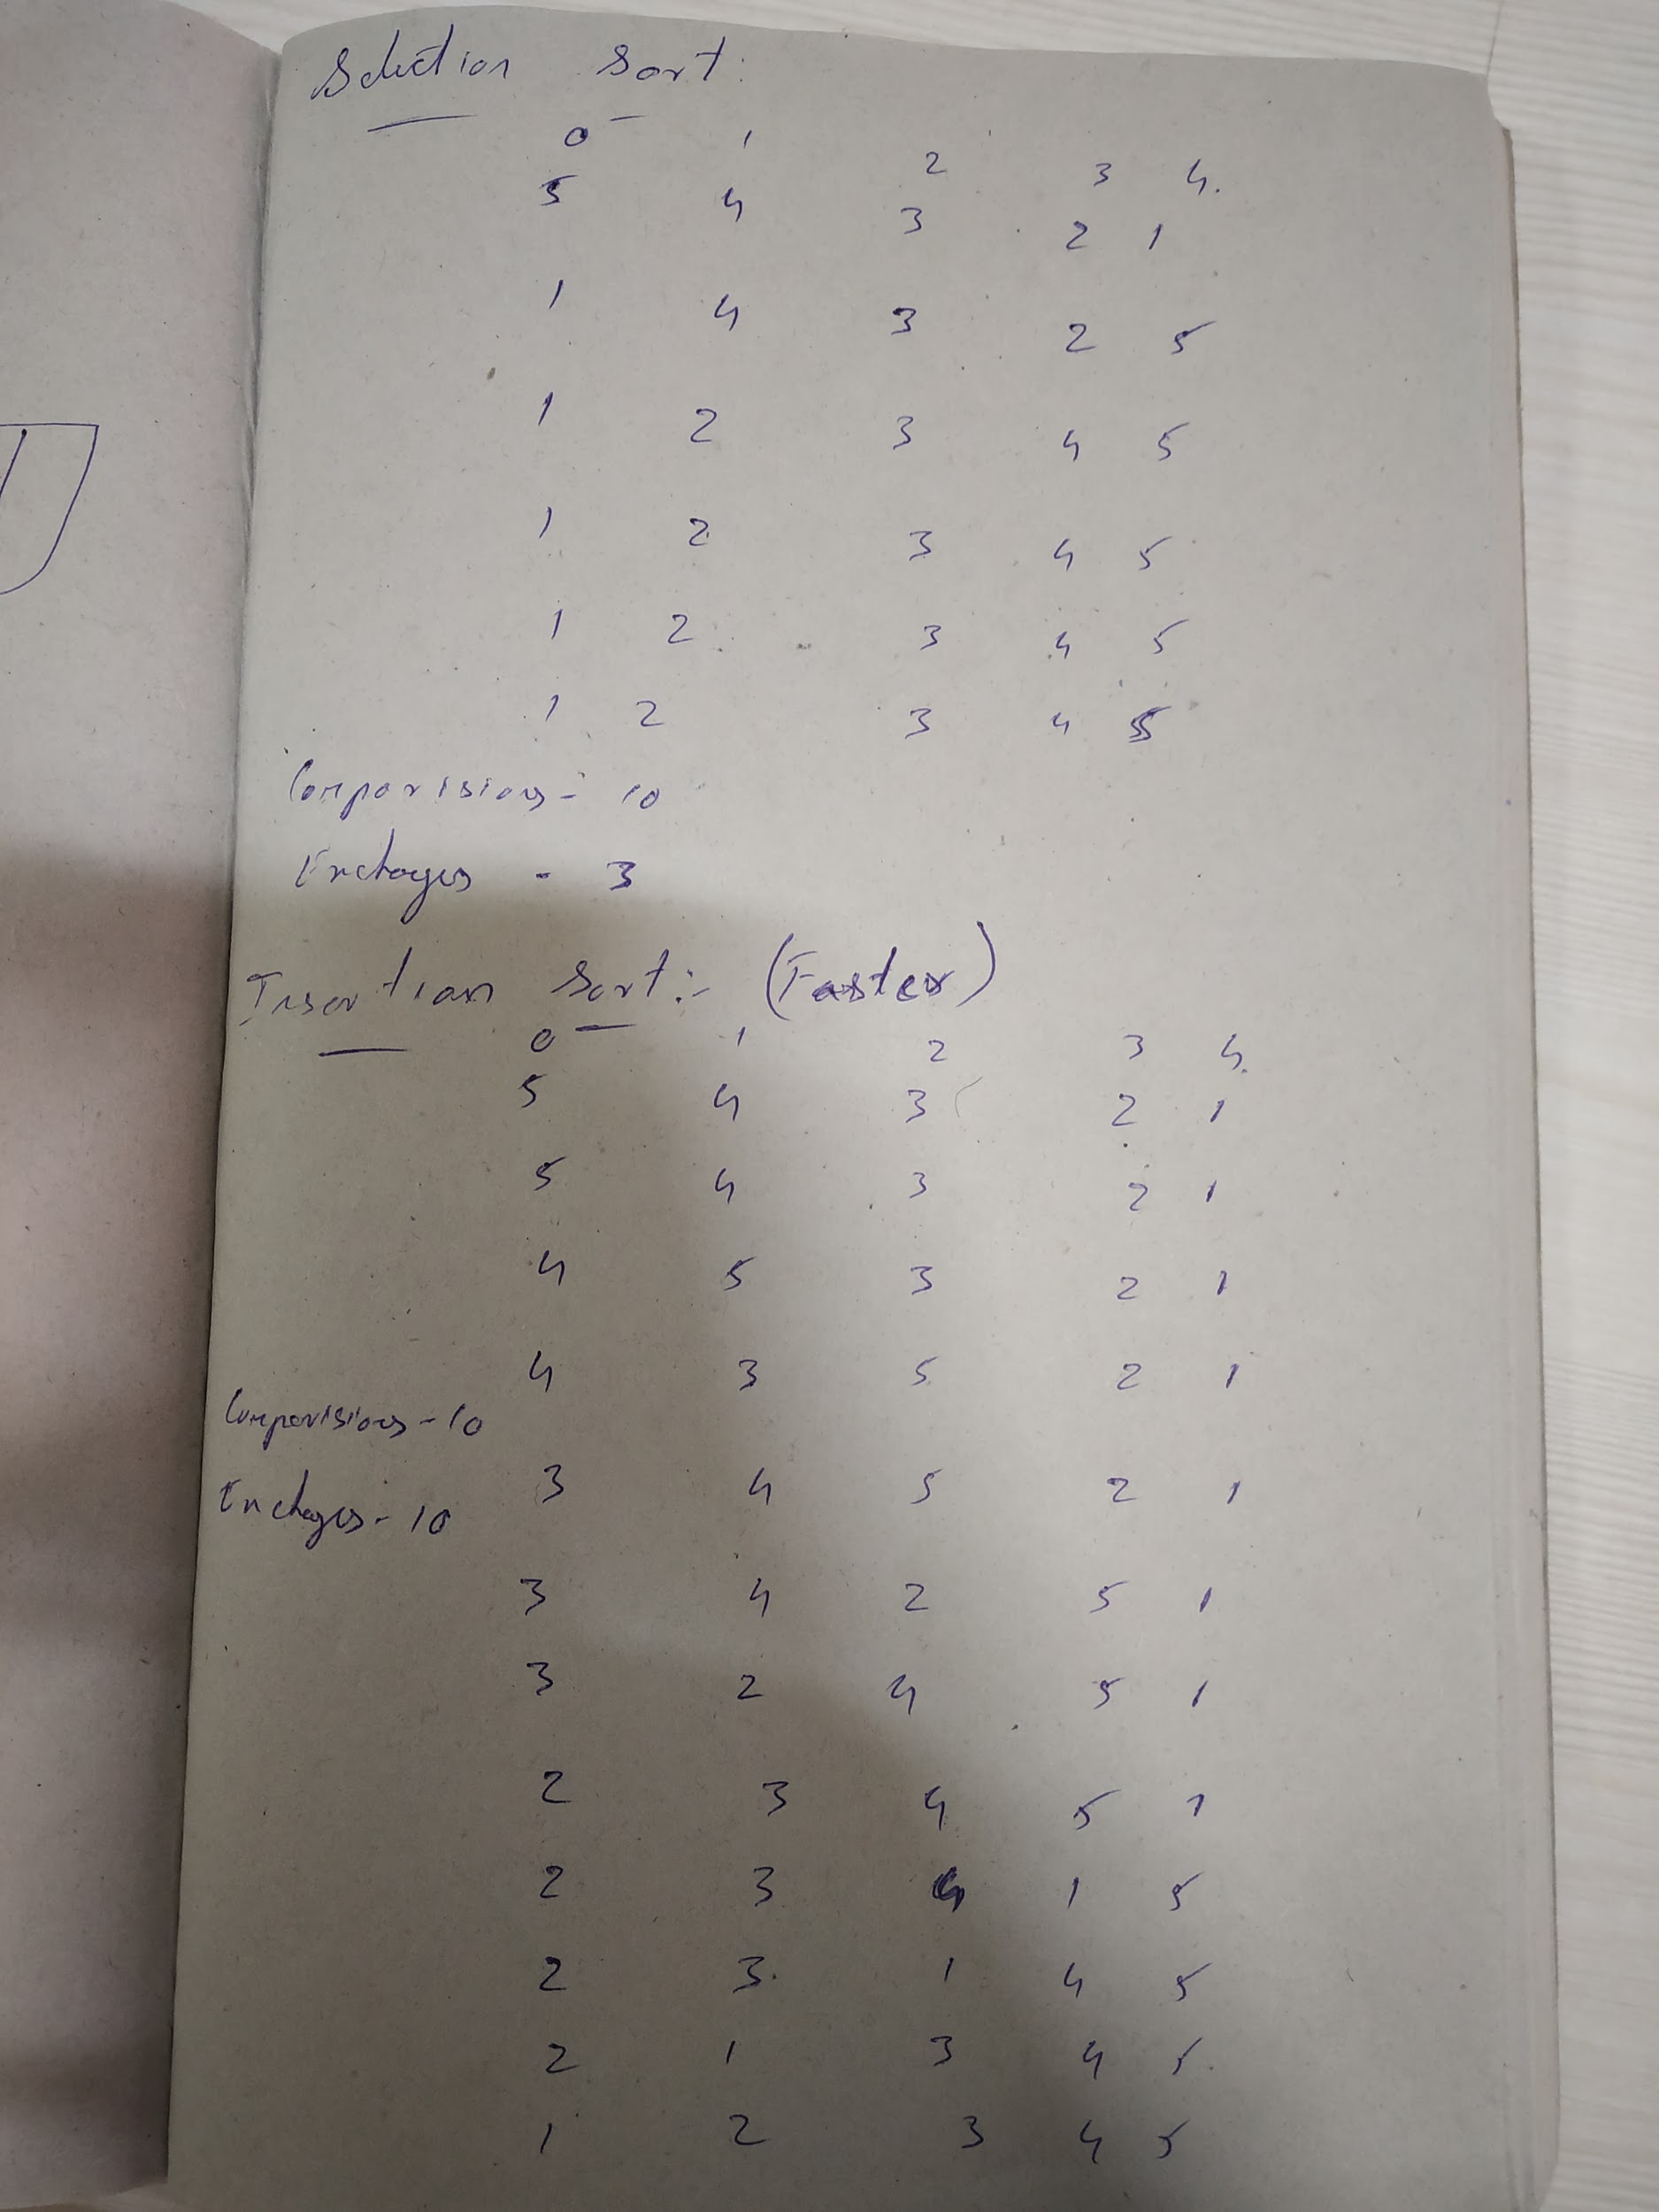 Selection Sort:
0 1 2 3 4.
5 4 3 2 1
1 4 3 2 5
1 2 3 4 5
1 2 3 4 5
1 2 3 4 5
1 2 3 4 5
Comparisions - 10
Exchages - 3
Insertion Sort:- (Faster)
0 1 2 3 4.
5 4 3 2 1
5 4 3 2 1
4 5 3 2 1
4 3 5 2 1
Comparisions - 10
3 4 5 2 1
Exchages - 10
3 4 2 5 1
3 2 4 5 1
2 3 4 5 1
2 3 4 1 5
2 3 1 4 5
2 1 3 4 5
1 2 3 4 5